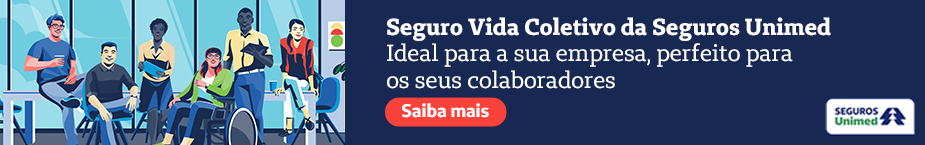 Seguro Vida Coletivo da Seguros Unimed
Ideal para a sua empresa, perfeito para
os seus colaboradores
Saiba mais
SEGUROS
Unimed